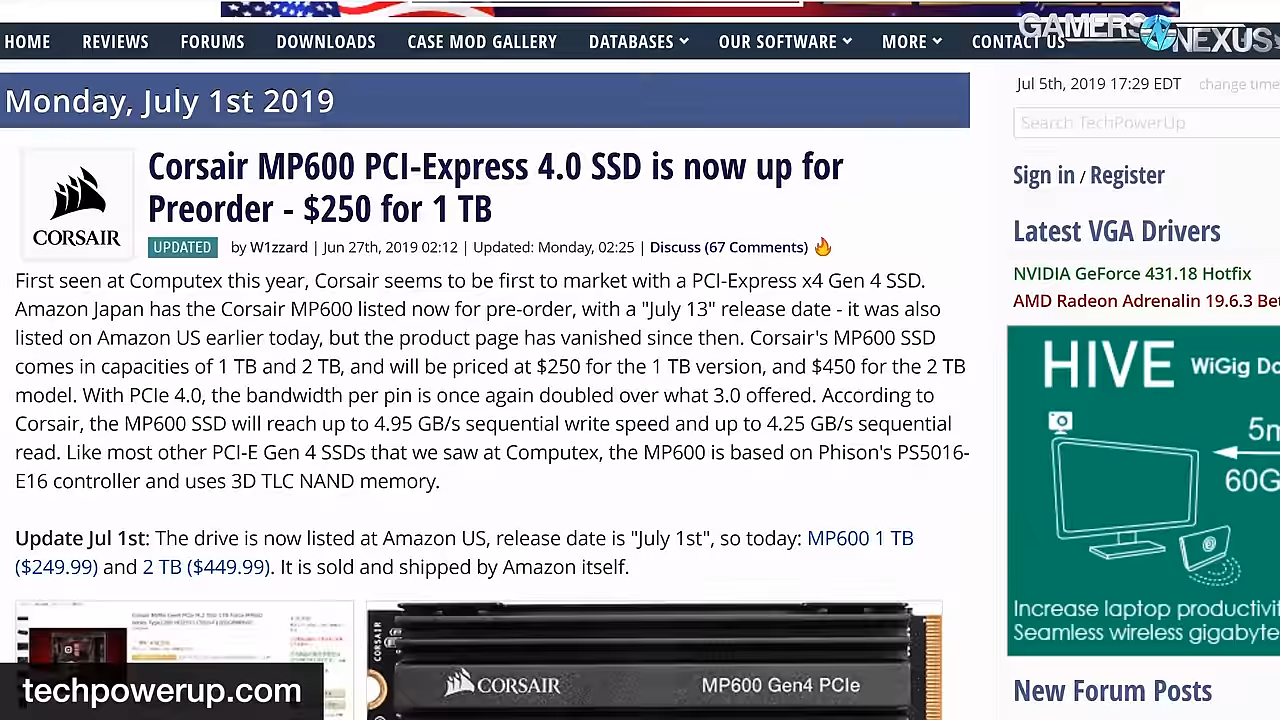 GAMERS NEXUS
HOME REVIEWS FORUMS DOWNLOADS CASE MOD GALLERY DATABASES OUR SOFTWARE MORE CONTACT US
Monday, July 1st 2019
Jul 5th, 2019 17:29 EDT change time
Search TechPowerUp
Corsair MP600 PCI-Express 4.0 SSD is now up for
Preorder - $250 for 1 TB
CORSAIR
UPDATED by W1zzard | Jun 27th, 2019 02:12 | Updated: Monday, 02:25 | Discuss (67 Comments)
First seen at Computex this year, Corsair seems to be first to market with a PCI-Express x4 Gen 4 SSD.
Amazon Japan has the Corsair MP600 listed now for pre-order, with a "July 13" release date - it was also
listed on Amazon US earlier today, but the product page has vanished since then. Corsair's MP600 SSD
comes in capacities of 1 TB and 2 TB, and will be priced at $250 for the 1 TB version, and $450 for the 2 TB
model. With PCIe 4.0, the bandwidth per pin is once again doubled over what 3.0 offered. According to
Corsair, the MP600 SSD will reach up to 4.95 GB/s sequential write speed and up to 4.25 GB/s sequential
read. Like most other PCI-E Gen 4 SSDs that we saw at Computex, the MP600 is based on Phison's PS5016-
E16 controller and uses 3D TLC NAND memory.
Update Jul 1st: The drive is now listed at Amazon US, release date is "July 1st", so today: MP600 1 TB
($249.99) and 2 TB ($449.99). It is sold and shipped by Amazon itself.
CORSAIR
CORSAIR
MP600 Gen4 PCIe
techpowerup.com
Sign in / Register
Latest VGA Drivers
NVIDIA GeForce 431.18 Hotfix
AMD Radeon Adrenalin 19.6.3 Bet
HIVE WiGig Do
5m
60G
Increase laptop productivit
Seamless wireless gigabyte
New Forum Posts